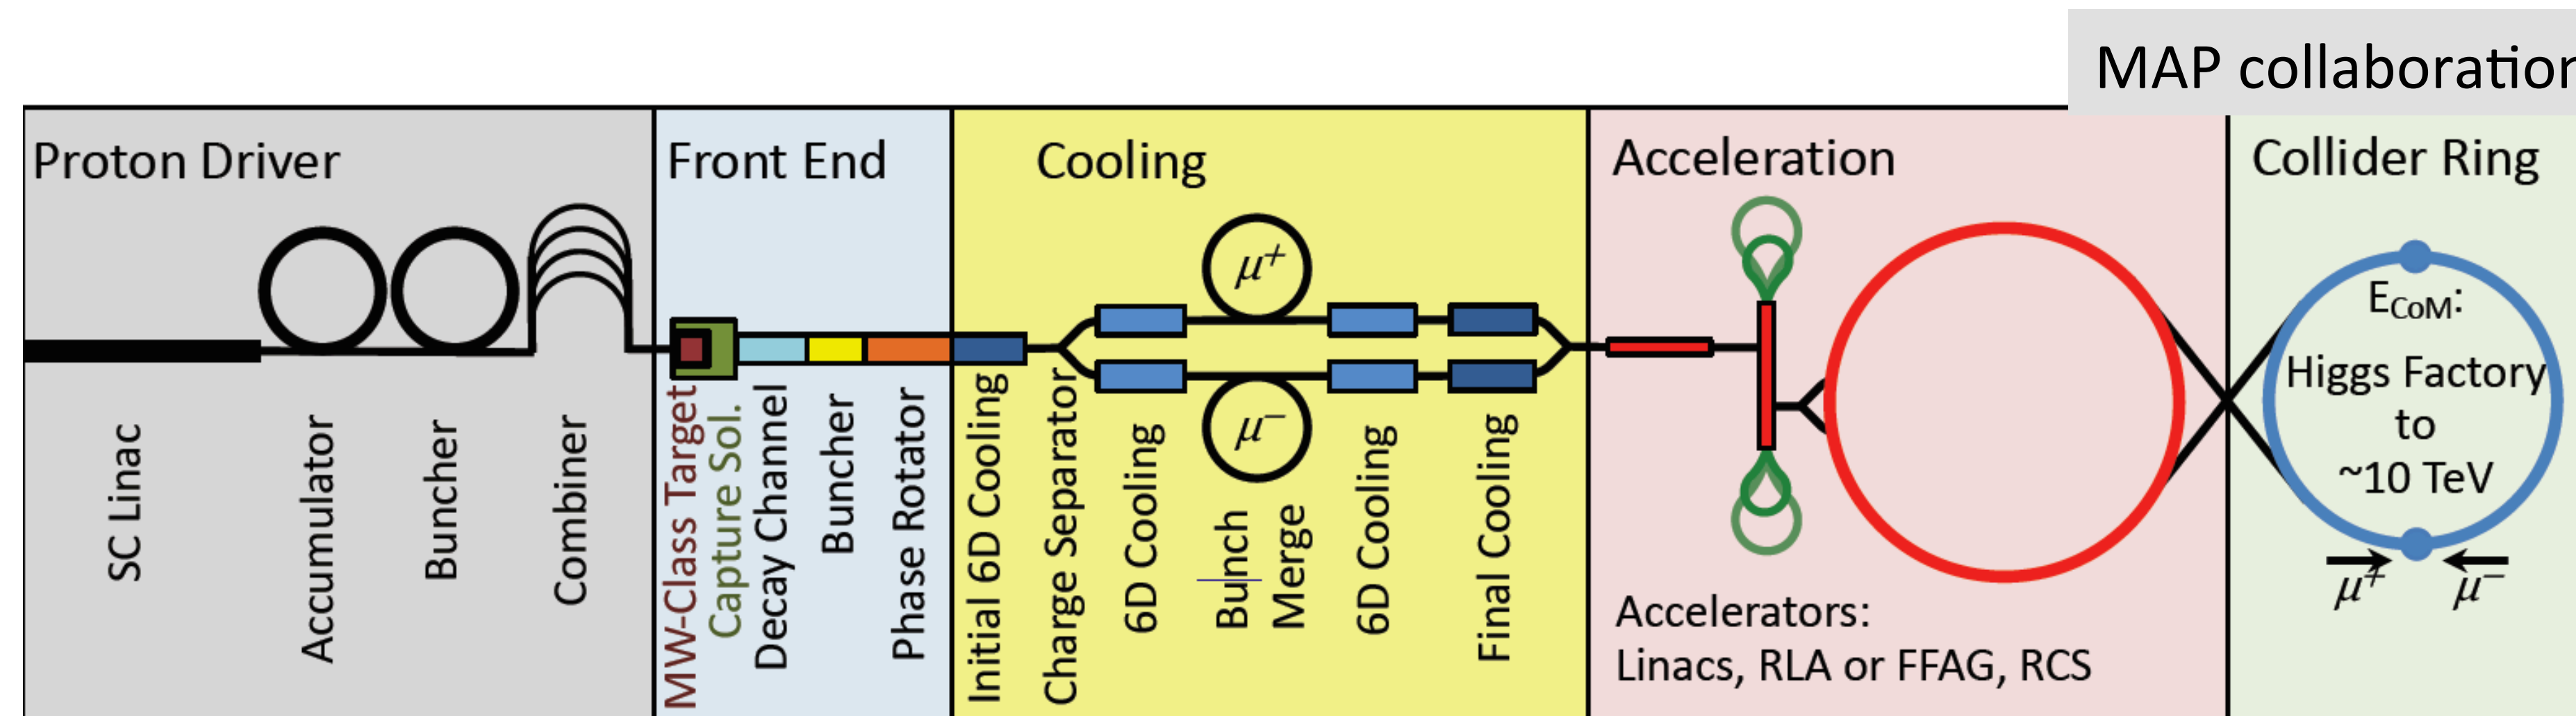 MAP collaboration
Proton Driver
Front End
Cooling
Acceleration
Collider Ring
SC Linac
Accumulator
Buncher
Combiner
MW-Class Target
Capture Sol.
Decay Channel
Buncher
Phase Rotator
Initial 6D Cooling
Charge Separator
6D Cooling
μ+
μ−
Bunch
Merge
6D Cooling
Final Cooling
Accelerators:
Linacs, RLA or FFAG, RCS
ECoM:
Higgs Factory
to
~10 TeV
μ+
μ−